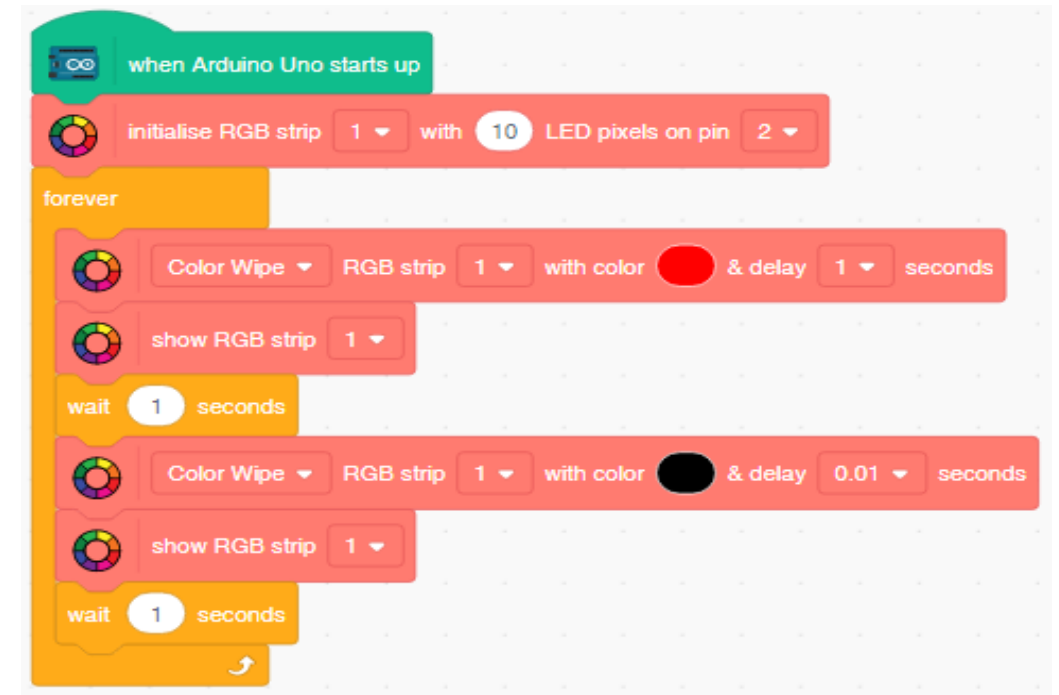 when Arduino Uno starts up
initialise RGB strip 1 with 10 LED pixels on pin 2
forever
Color Wipe RGB strip 1 with color & delay 1 seconds
show RGB strip 1
wait 1 seconds
Color Wipe RGB strip 1 with color & delay 0.01 seconds
show RGB strip 1
wait 1 seconds